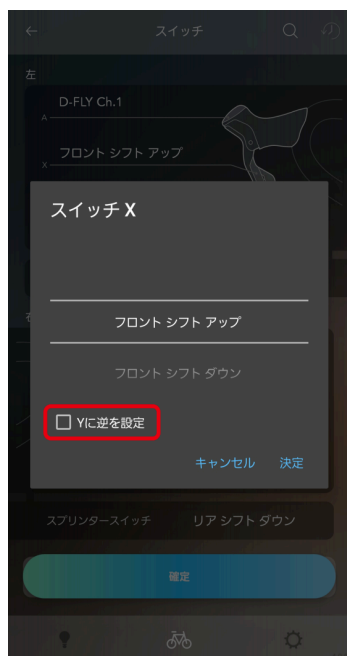 スイッチ
左
D-FLY Ch.1
A
フロント シフト アップ
X
スイッチ X
フロント シフト アップ
フロント シフト ダウン
Yに逆を設定
キャンセル 決定
スプリンタースイッチ リア シフト ダウン
確定